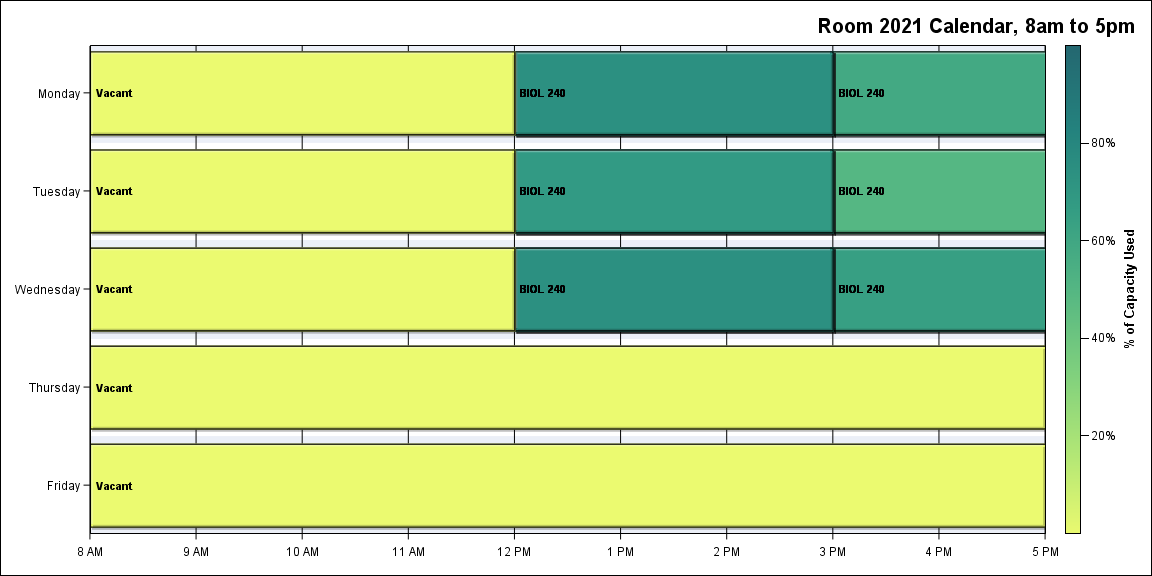 Room 2021 Calendar, 8am to 5pm
Monday
Vacant
BIOL 240
BIOL 240
Tuesday
Vacant
BIOL 240
BIOL 240
Wednesday
Vacant
BIOL 240
BIOL 240
Thursday
Vacant
Friday
Vacant
8 AM
9 AM
10 AM
11 AM
12 PM
1 PM
2 PM
3 PM
4 PM
5 PM
80%
60%
40%
20%
% of Capacity Used